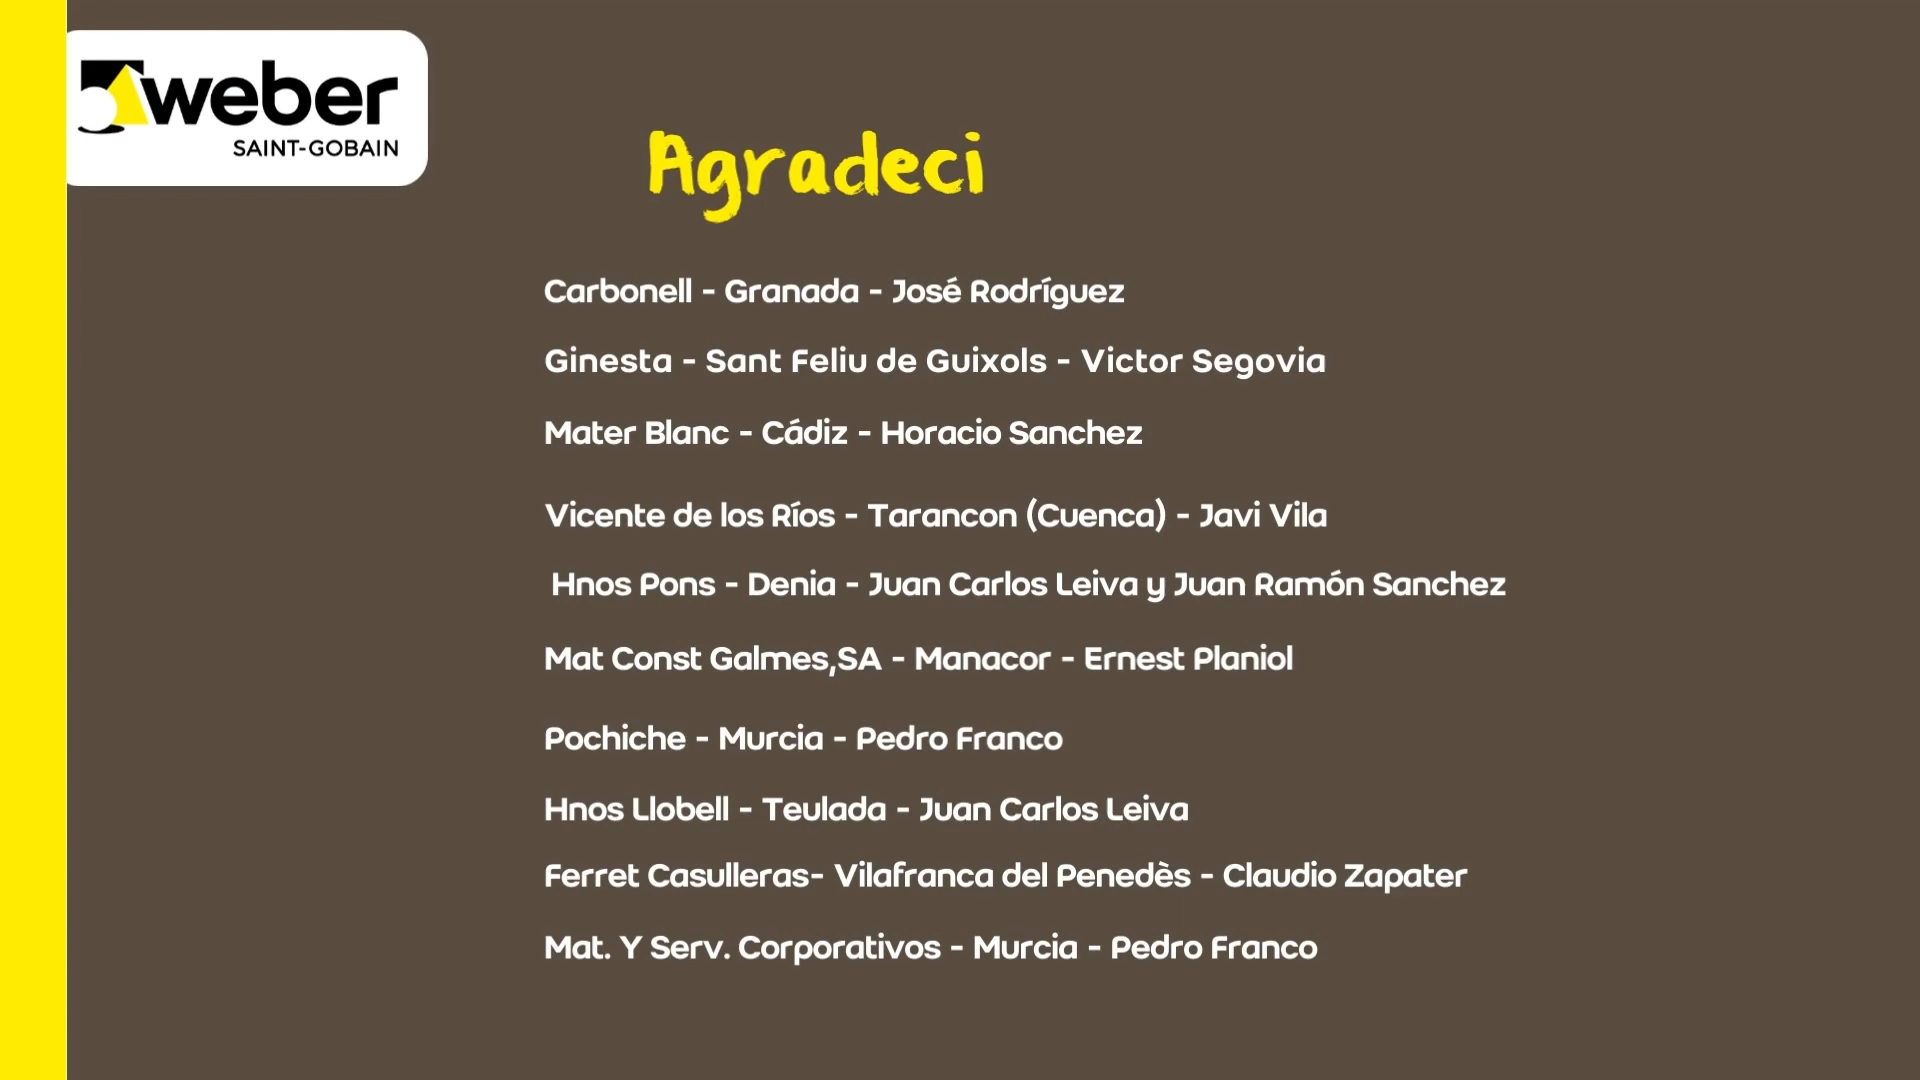 weber
SAINT-GOBAIN
Agradeci
Carbonell - Granada - José Rodríguez
Ginesta - Sant Feliu de Guixols - Victor Segovia
Mater Blanc - Cádiz - Horacio Sanchez
Vicente de los Ríos - Tarancon (Cuenca) - Javi Vila
Hnos Pons - Denia - Juan Carlos Leiva y Juan Ramón Sanchez
Mat Const Galmes,SA - Manacor - Ernest Planiol
Pochiche - Murcia - Pedro Franco
Hnos Llobell - Teulada - Juan Carlos Leiva
Ferret Casulleras- Vilafranca del Penedès - Claudio Zapater
Mat. Y Serv. Corporativos - Murcia - Pedro Franco